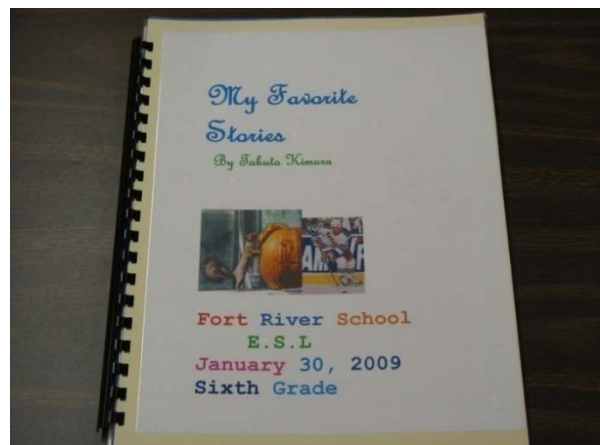 My Favorite
Stories
By Takuto Kimura
Fort River School
E.S.L
January 30, 2009
Sixth Grade